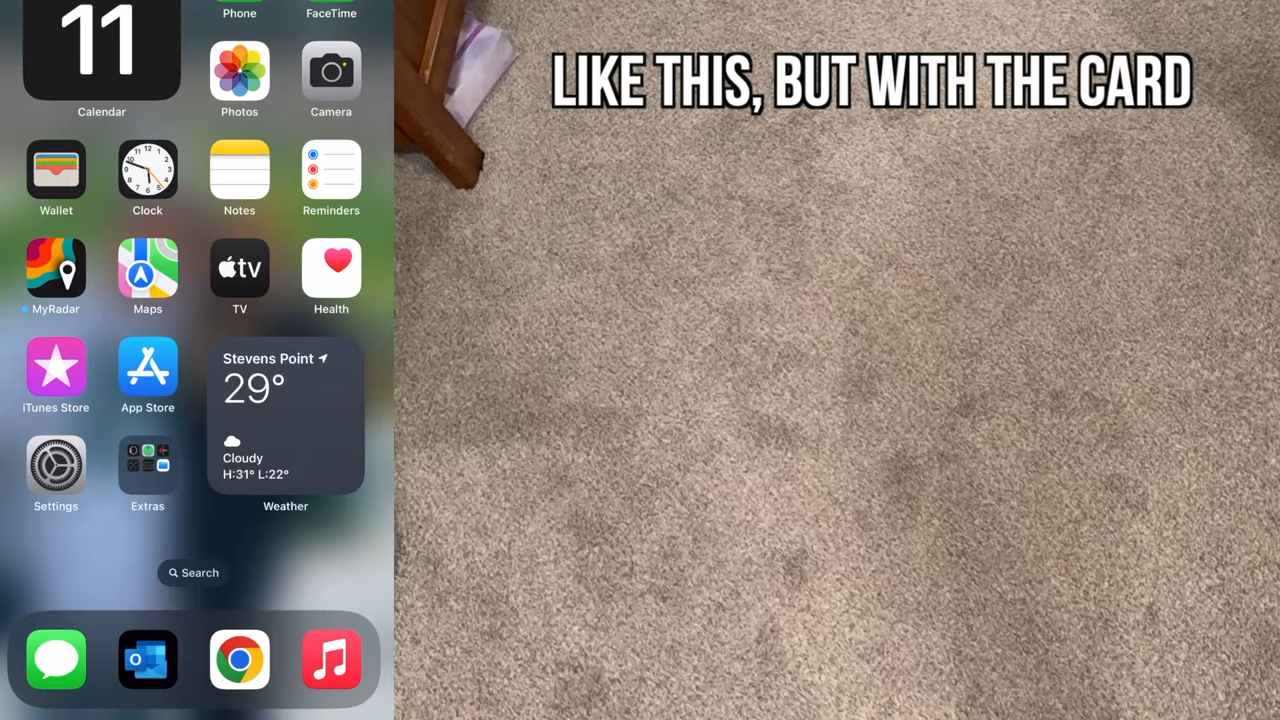 11
Calendar
Phone
FaceTime
Photos
Camera
Wallet
Clock
Notes
Reminders
MyRadar
Maps
tv
TV
Health
iTunes Store
App Store
Stevens Point
29°
Cloudy
H:31° L:22°
Settings
Extras
Weather
Search
LIKE THIS, BUT WITH THE CARD